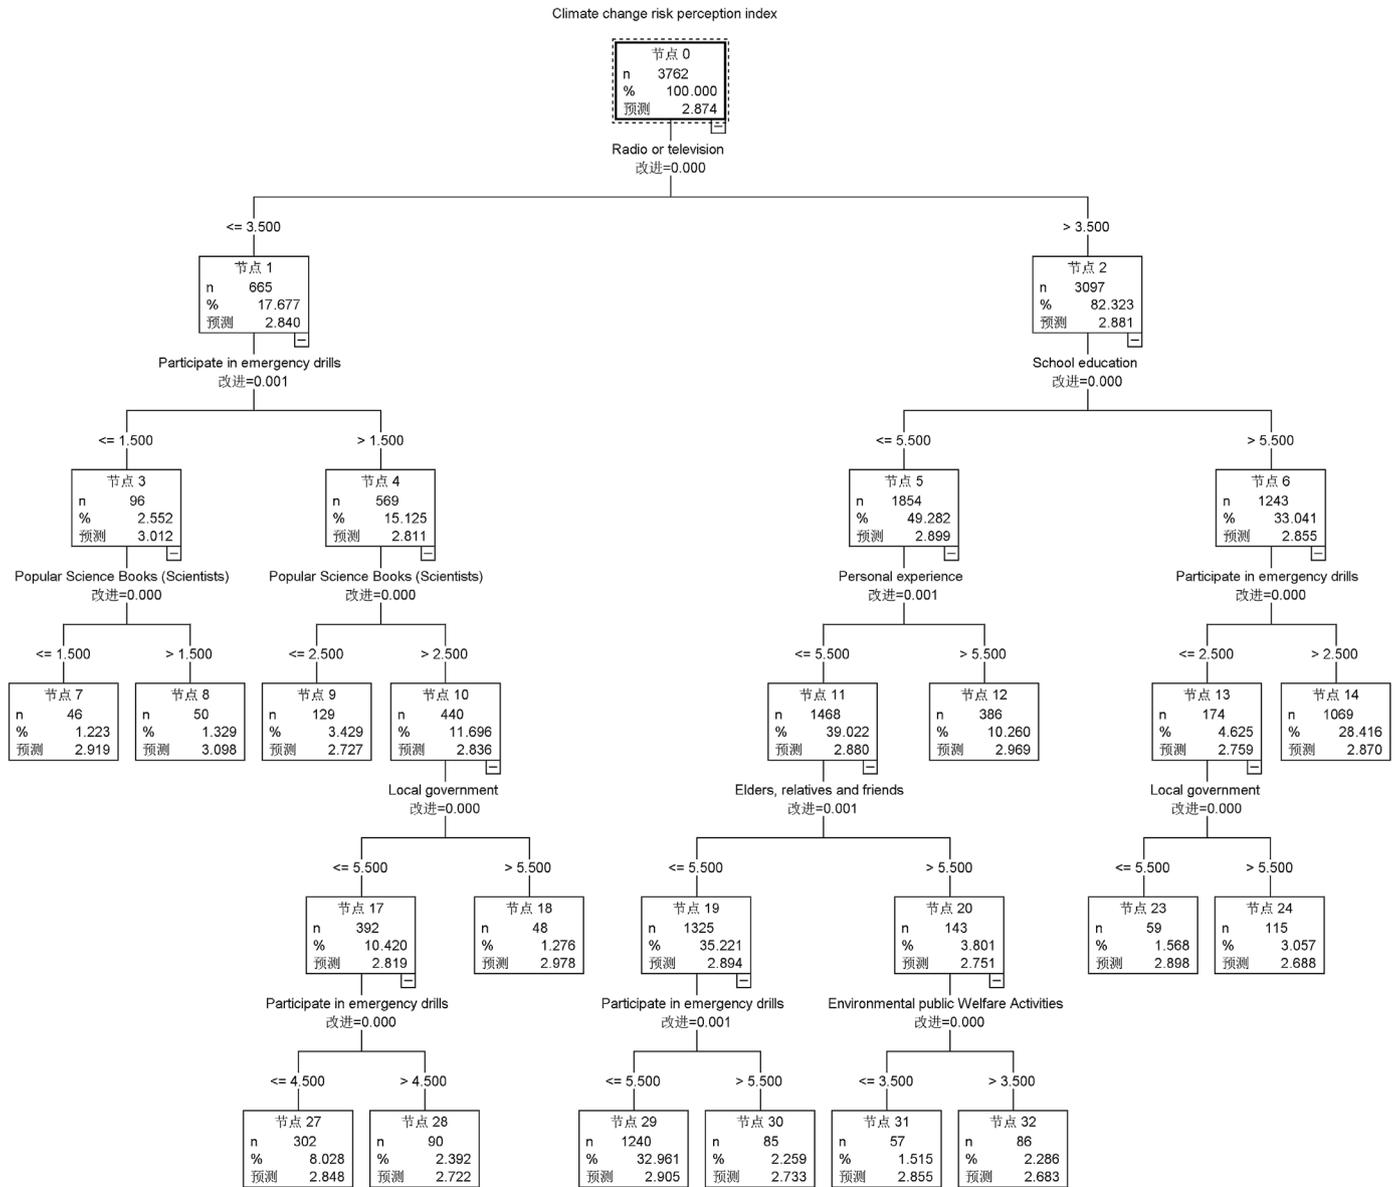 Climate change risk perception index
节点 0
n 3762
% 100.000
预测 2.874
Radio or television
改进=0.000
<= 3.500
> 3.500
节点 1
n 665
% 17.677
预测 2.840
节点 2
n 3097
% 82.323
预测 2.881
Participate in emergency drills
改进=0.001
School education
改进=0.000
<= 1.500
> 1.500
<= 5.500
> 5.500
节点 3
n 96
% 2.552
预测 3.012
节点 4
n 569
% 15.125
预测 2.811
节点 5
n 1854
% 49.282
预测 2.899
节点 6
n 1243
% 33.041
预测 2.855
Popular Science Books (Scientists)
改进=0.000
Popular Science Books (Scientists)
改进=0.000
Personal experience
改进=0.001
Participate in emergency drills
改进=0.000
<= 1.500
> 1.500
<= 2.500
> 2.500
<= 5.500
> 5.500
<= 2.500
> 2.500
节点 7
n 46
% 1.223
预测 2.919
节点 8
n 50
% 1.329
预测 3.098
节点 9
n 129
% 3.429
预测 2.727
节点 10
n 440
% 11.696
预测 2.836
节点 11
n 1468
% 39.022
预测 2.880
节点 12
n 386
% 10.260
预测 2.969
节点 13
n 174
% 4.625
预测 2.759
节点 14
n 1069
% 28.416
预测 2.870
Local government
改进=0.000
Elders, relatives and friends
改进=0.001
Local government
改进=0.000
<= 5.500
> 5.500
<= 5.500
> 5.500
<= 5.500
> 5.500
节点 17
n 392
% 10.420
预测 2.819
节点 18
n 48
% 1.276
预测 2.978
节点 19
n 1325
% 35.221
预测 2.894
节点 20
n 143
% 3.801
预测 2.751
节点 23
n 59
% 1.568
预测 2.898
节点 24
n 115
% 3.057
预测 2.688
Participate in emergency drills
改进=0.000
Participate in emergency drills
改进=0.001
Environmental public Welfare Activities
改进=0.000
<= 4.500
> 4.500
<= 5.500
> 5.500
<= 3.500
> 3.500
节点 27
n 302
% 8.028
预测 2.848
节点 28
n 90
% 2.392
预测 2.722
节点 29
n 1240
% 32.961
预测 2.905
节点 30
n 85
% 2.259
预测 2.733
节点 31
n 57
% 1.515
预测 2.855
节点 32
n 86
% 2.286
预测 2.683